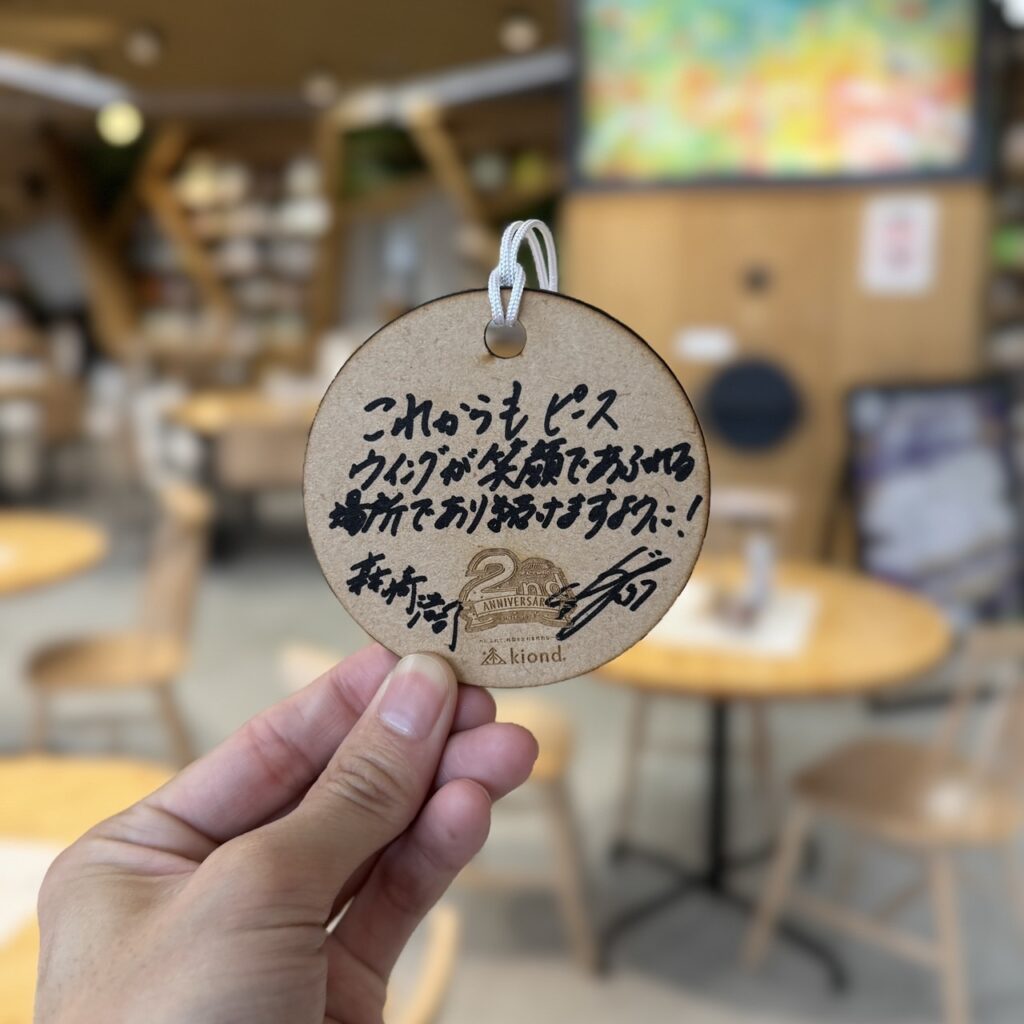 これからも ピース
ウイングが笑顔であふれる
場所であり続けますように!
森﨑 浩司
2nd
ANNIVERSARY
kiond.